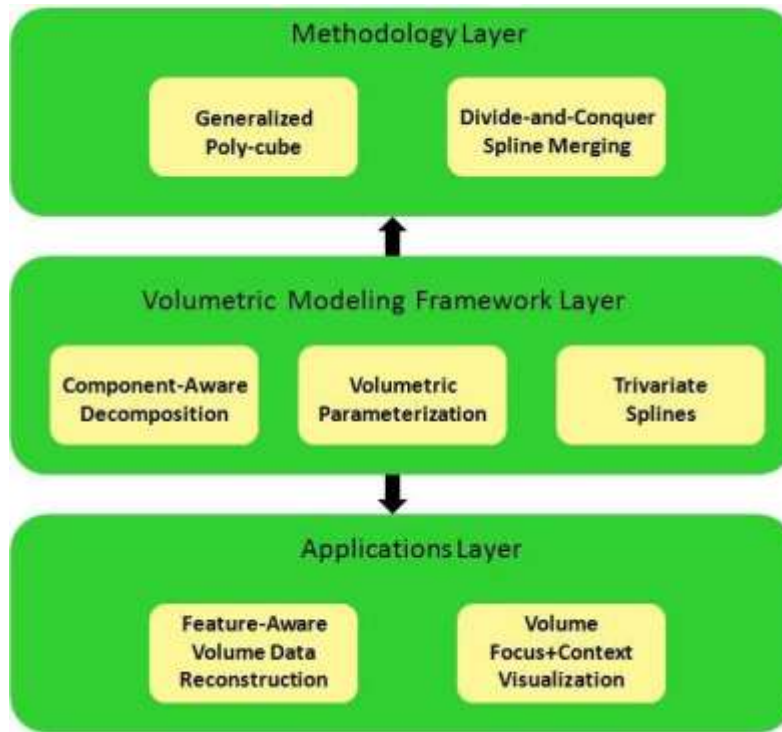 Methodology Layer
Generalized
Poly-cube
Divide-and-Conquer
Spline Merging
Volumetric Modeling Framework Layer
Component-Aware
Decomposition
Volumetric
Parameterization
Trivariate
Splines
Applications Layer
Feature-Aware
Volume Data
Reconstruction
Volume
Focus+Context
Visualization